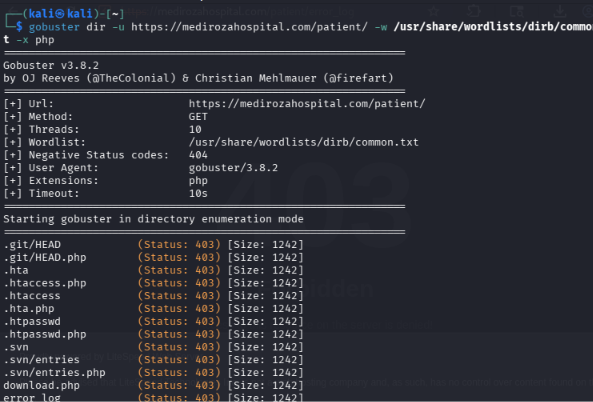 ┌──(kali㉿kali)-[~]
└─$ gobuster dir -u https://medirozahospital.com/patient/ -w /usr/share/wordlists/dirb/commo
t -x php
===============================================================
Gobuster v3.8.2
by OJ Reeves (@TheColonial) & Christian Mehlmauer (@firefart)
===============================================================
[+] Url: https://medirozahospital.com/patient/
[+] Method: GET
[+] Threads: 10
[+] Wordlist: /usr/share/wordlists/dirb/common.txt
[+] Negative Status codes: 404
[+] User Agent: gobuster/3.8.2
[+] Extensions: php
[+] Timeout: 10s
===============================================================
Starting gobuster in directory enumeration mode
===============================================================
.git/HEAD (Status: 403) [Size: 1242]
.git/HEAD.php (Status: 403) [Size: 1242]
.hta (Status: 403) [Size: 1242]
.htaccess.php (Status: 403) [Size: 1242]
.htaccess (Status: 403) [Size: 1242]
.hta.php (Status: 403) [Size: 1242]
.htpasswd (Status: 403) [Size: 1242]
.htpasswd.php (Status: 403) [Size: 1242]
.svn (Status: 403) [Size: 1242]
.svn/entries (Status: 403) [Size: 1242]
.svn/entries.php (Status: 403) [Size: 1242]
download.php (Status: 403) [Size: 1242]
error_log (Status: 403) [Size: 1242]
403